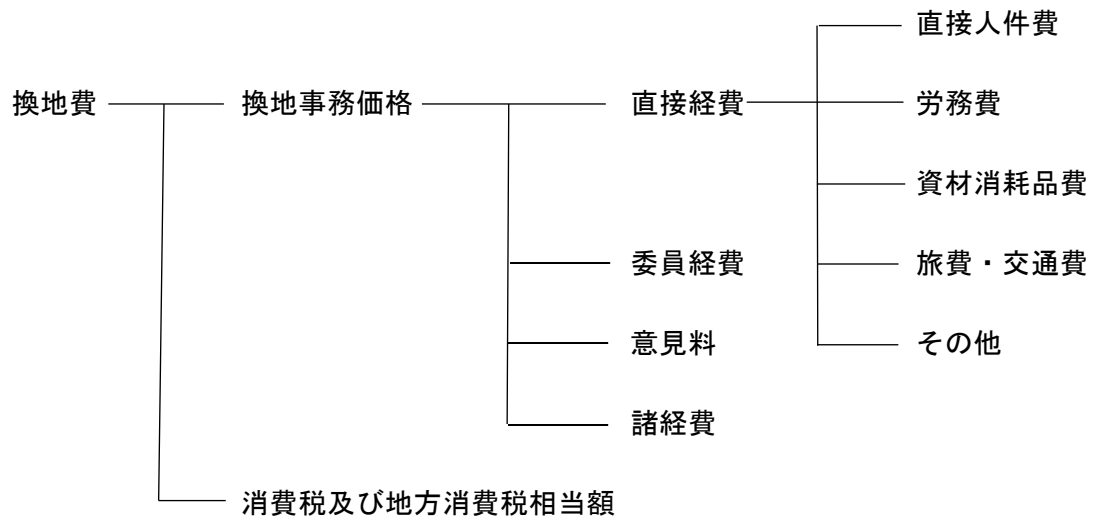 直接人件費
換地費
換地事務価格
直接経費
労務費
資材消耗品費
委員経費
旅費・交通費
意見料
その他
諸経費
消費税及び地方消費税相当額